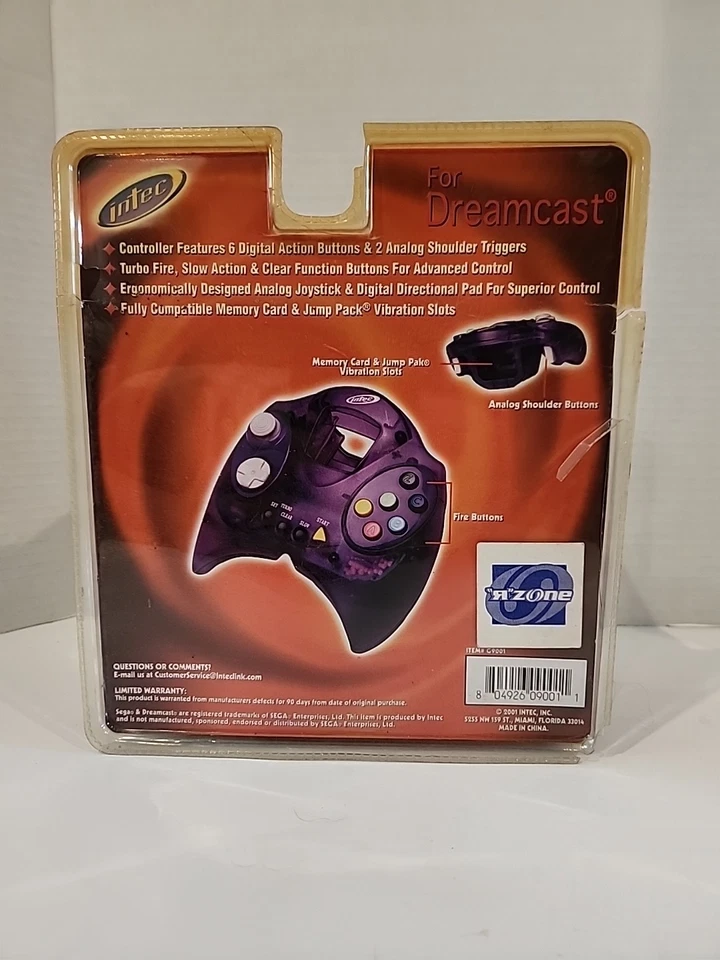 intec
For
Dreamcast®
Controller Features 6 Digital Action Buttons & 2 Analog Shoulder Triggers
Turbo Fire, Slow Action & Clear Function Buttons For Advanced Control
Ergonomically Designed Analog Joystick & Digital Directional Pad For Superior Control
Fully Compatible Memory Card & Jump Pack® Vibration Slots
Memory Card & Jump Pak®
Vibration Slots
Analog Shoulder Buttons
intec
SET TURBO
CLEAR
SLOW
START
Fire Buttons
"Я"ZONE
ITEM# G9001
8 04926 09001 1
QUESTIONS OR COMMENTS?
E-mail us at CustomerService@Inteclink.com
LIMITED WARRANTY:
This product is warranted from manufacturers defects for 90 days from date of original purchase.
Sega® & Dreamcast® are registered trademarks of SEGA® Enterprises, Ltd. This item is produced by Intec
and is not manufactured, sponsored, endorsed or distributed by SEGA® Enterprises, Ltd.
© 2001 INTEC, INC.
5255 NW 159 ST., MIAMI, FLORIDA 33014
MADE IN CHINA.